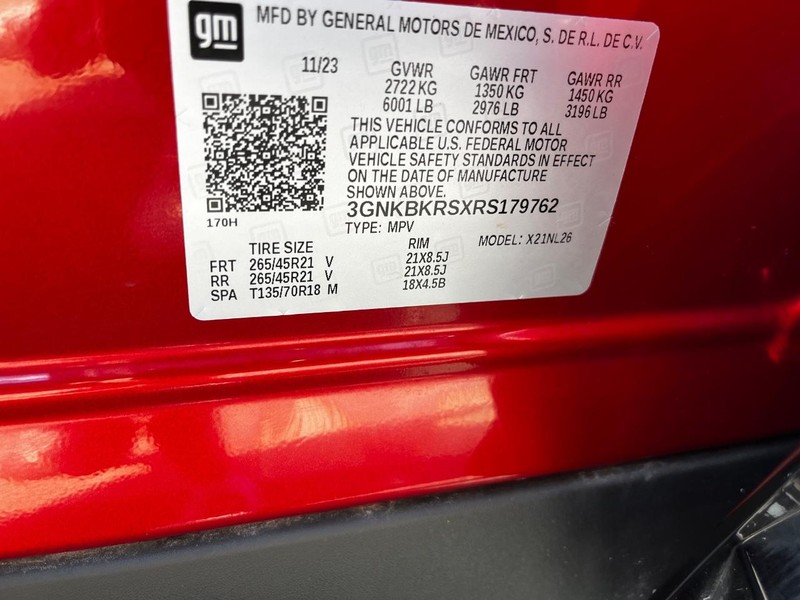 gm
MFD BY GENERAL MOTORS DE MEXICO, S. DE R.L. DE C.V.
11/23 GVWR GAWR FRT GAWR RR
2722 KG 1350 KG 1450 KG
6001 LB 2976 LB 3196 LB
THIS VEHICLE CONFORMS TO ALL
APPLICABLE U.S. FEDERAL MOTOR
VEHICLE SAFETY STANDARDS IN EFFECT
ON THE DATE OF MANUFACTURE
SHOWN ABOVE.
170H
3GNKBKRSXRS179762
TYPE: MPV MODEL: X21NL26
TIRE SIZE RIM
FRT 265/45R21 V 21X8.5J
RR 265/45R21 V 21X8.5J
SPA T135/70R18 M 18X4.5B